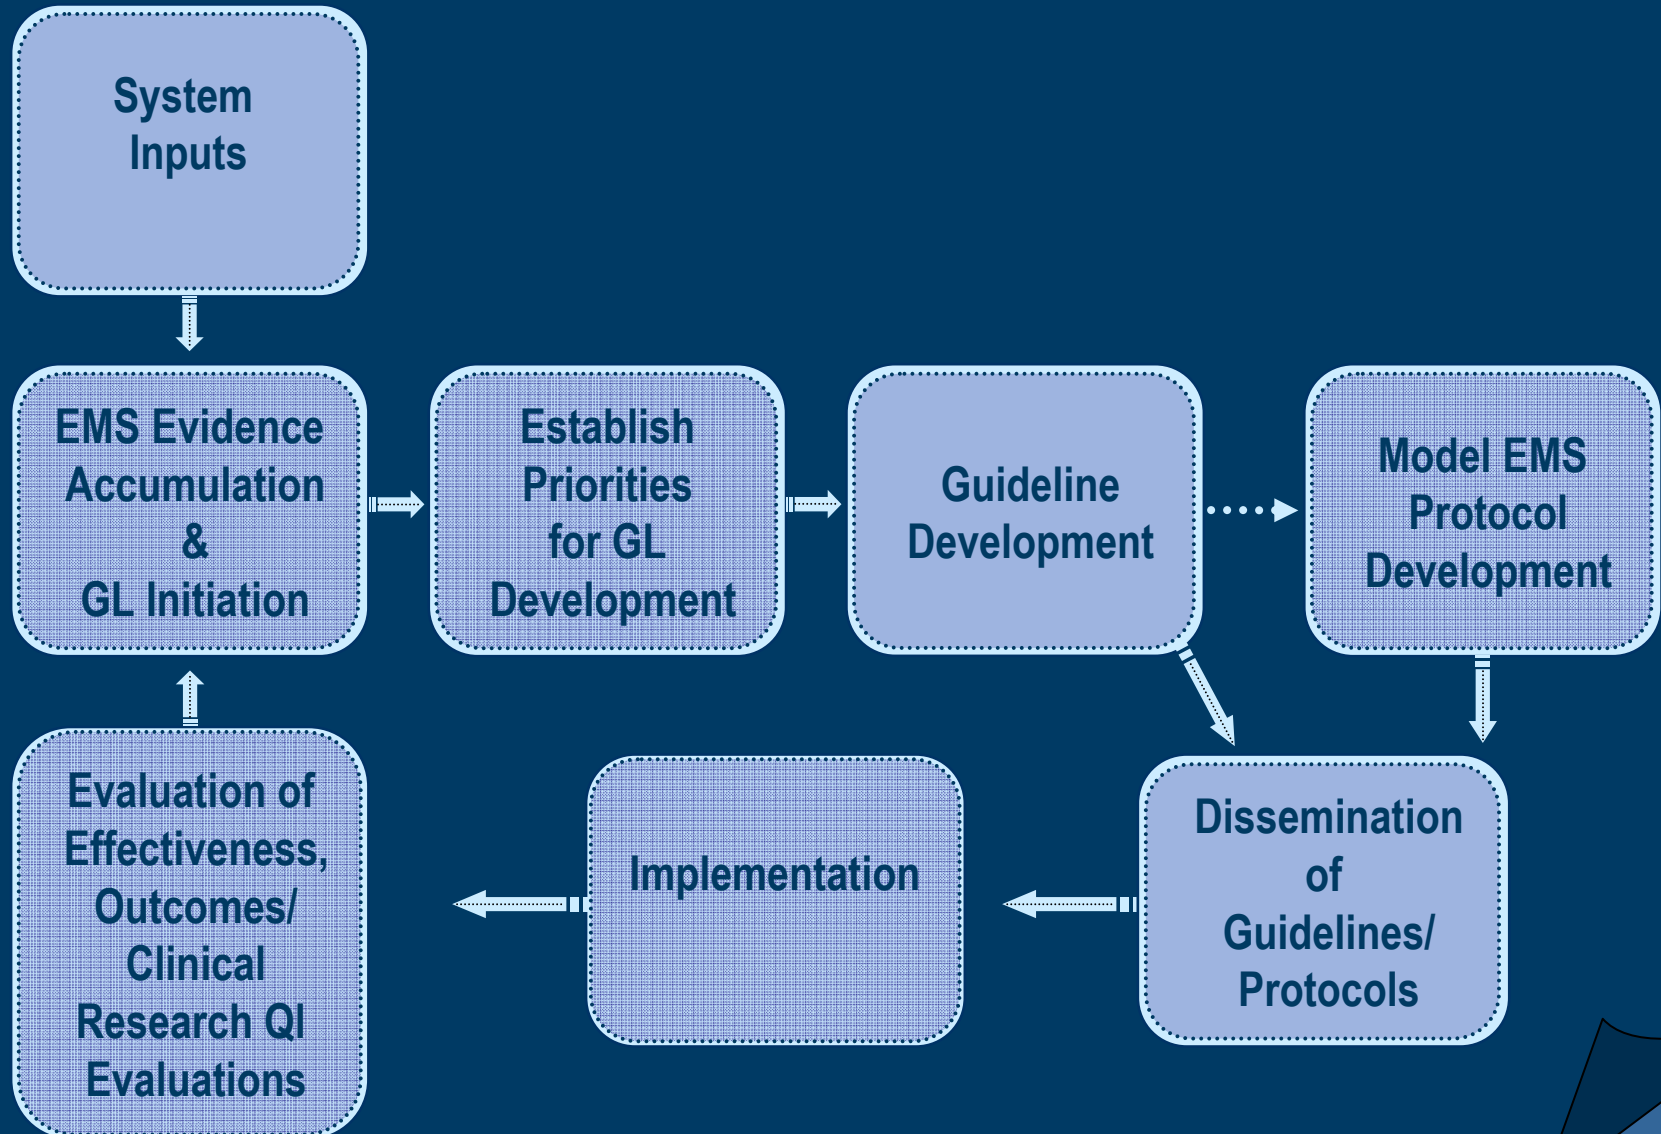 System
Inputs
EMS Evidence
Accumulation
&
GL Initiation
Establish
Priorities
for GL
Development
Guideline
Development
Model EMS
Protocol
Development
Evaluation of
Effectiveness,
Outcomes/
Clinical
Research QI
Evaluations
Implementation
Dissemination
of
Guidelines/
Protocols